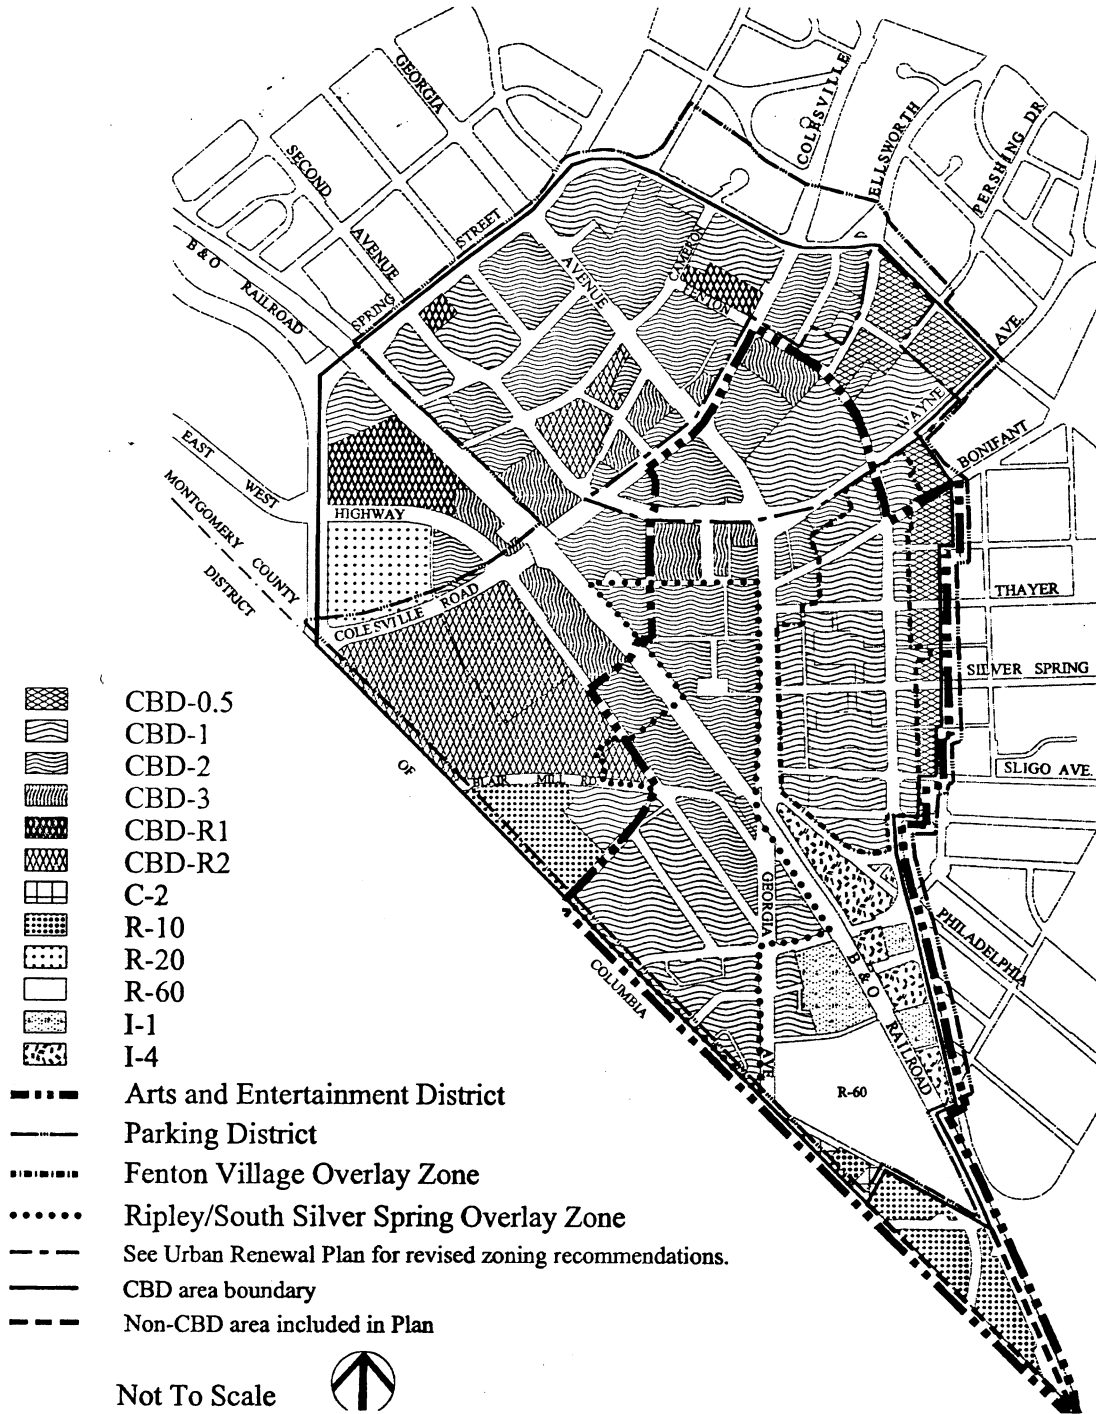 GEORGIA
SECOND
AVENUE
SPRING
STREET
B & O
RAILROAD
COLESVILLE
ELLSWORTH
PERSHING DR.
CAMERON
AVENUE
FENTON
AVE.
WAYNE
BONIFANT
EAST
WEST
HIGHWAY
MONTGOMERY COUNTY
DISTRICT
COLESVILLE ROAD
THAYER
SILVER SPRING
SLIGO AVE.
OF
BLAIR MILL RD.
GEORGIA
AVE.
PHILADELPHIA
COLUMBIA
B & O
RAILROAD
R-60
CBD-0.5
CBD-1
CBD-2
CBD-3
CBD-R1
CBD-R2
C-2
R-10
R-20
R-60
I-1
I-4
Arts and Entertainment District
Parking District
Fenton Village Overlay Zone
Ripley/South Silver Spring Overlay Zone
See Urban Renewal Plan for revised zoning recommendations.
CBD area boundary
Non-CBD area included in Plan
Not To Scale